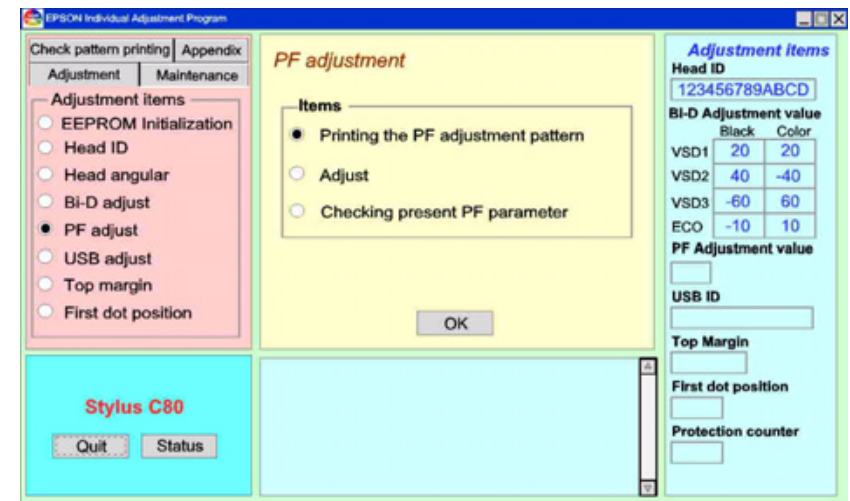 EPSON Individual Adjustment Program
Check pattern printing Appendix
Adjustment Maintenance
Adjustment items
EEPROM Initialization
Head ID
Head angular
Bi-D adjust
PF adjust
USB adjust
Top margin
First dot position
Stylus C80
Quit Status
PF adjustment
Items
Printing the PF adjustment pattern
Adjust
Checking present PF parameter
OK
Adjustment items
Head ID
123456789ABCD
BI-D Adjustment value
Black Color
VSD1 20 20
VSD2 40 -40
VSD3 -60 60
ECO -10 10
PF Adjustment value
USB ID
Top Margin
First dot position
Protection counter